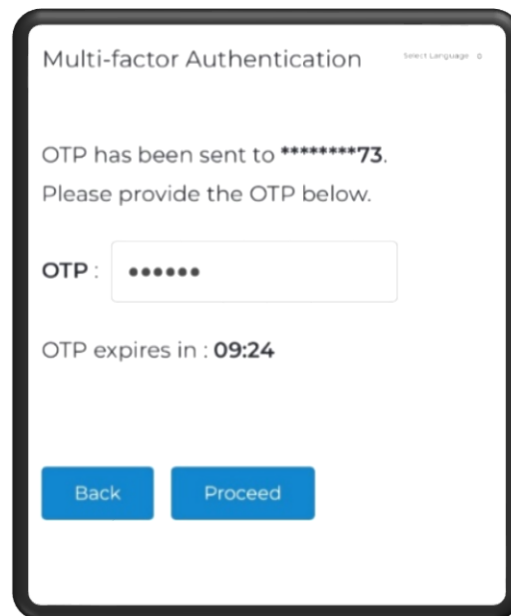 Multi-factor Authentication
Select Language
OTP has been sent to ********73.
Please provide the OTP below.
OTP : ••••••
OTP expires in : 09:24
Back
Proceed